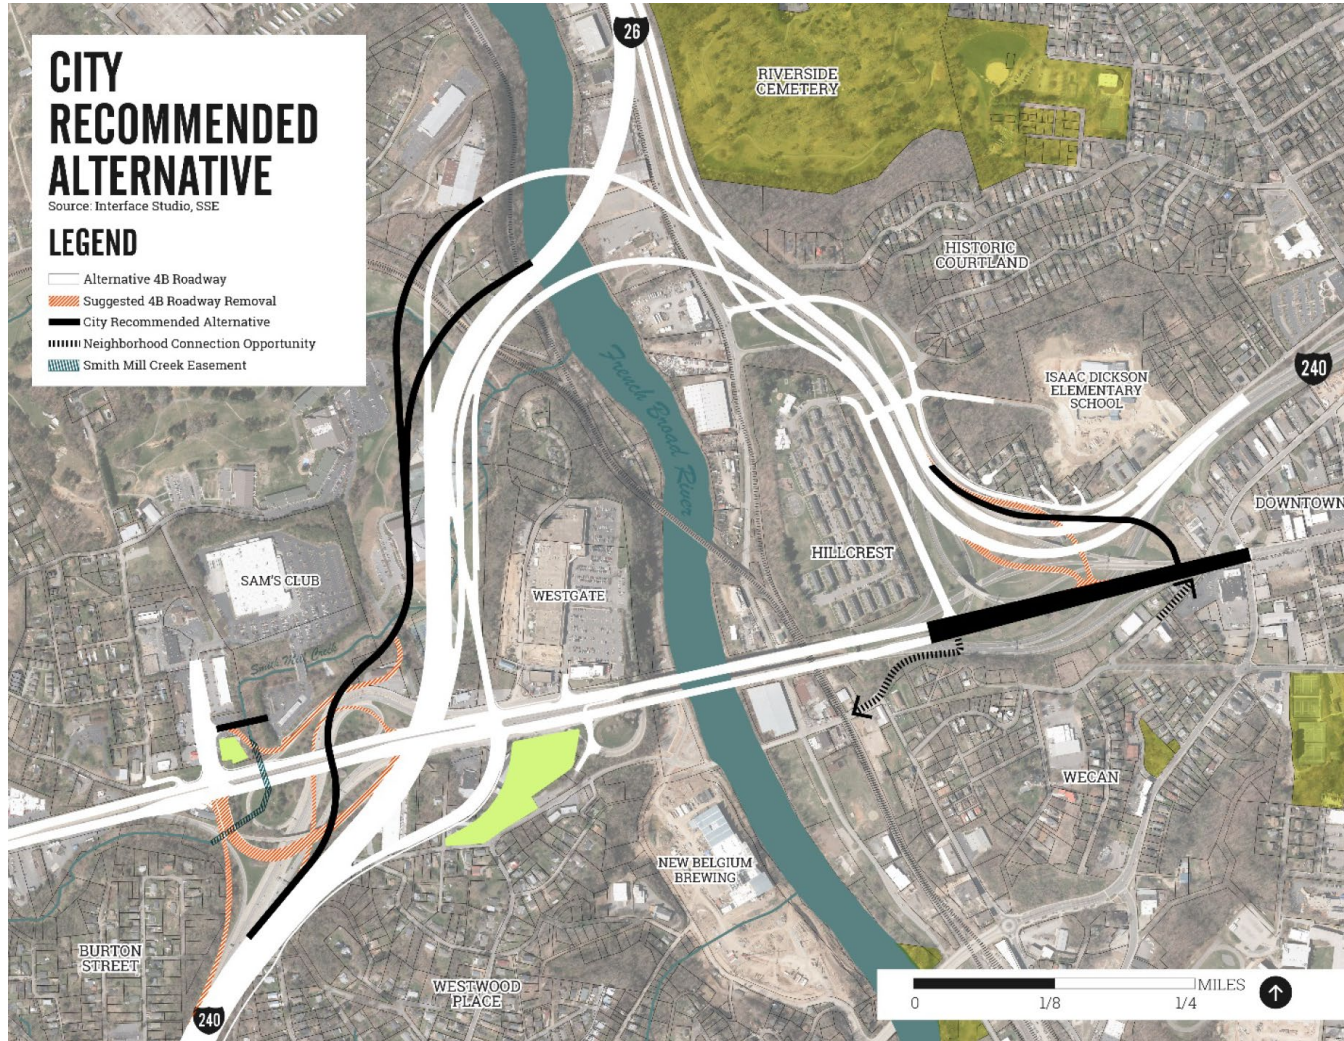 CITY
RECOMMENDED
ALTERNATIVE
Source: Interface Studio, SSE
LEGEND
Alternative 4B Roadway
Suggested 4B Roadway Removal
City Recommended Alternative
Neighborhood Connection Opportunity
Smith Mill Creek Easement
26
RIVERSIDE
CEMETERY
HISTORIC
COURTLAND
ISAAC DICKSON
ELEMENTARY
SCHOOL
240
French Broad River
DOWNTOWN
HILLCREST
SAM'S CLUB
WESTGATE
Smith Mill Creek
WECAN
NEW BELGIUM
BREWING
BURTON
STREET
WESTWOOD
PLACE
240
MILES
0 1/8 1/4